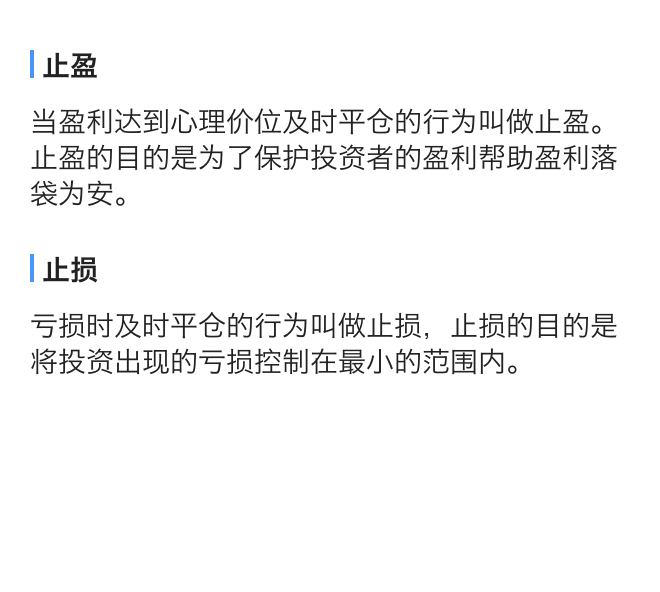 止盈
当盈利达到心理价位及时平仓的行为叫做止盈。
止盈的目的是为了保护投资者的盈利帮助盈利落
袋为安。
止损
亏损时及时平仓的行为叫做止损，止损的目的是
将投资出现的亏损控制在最小的范围内。